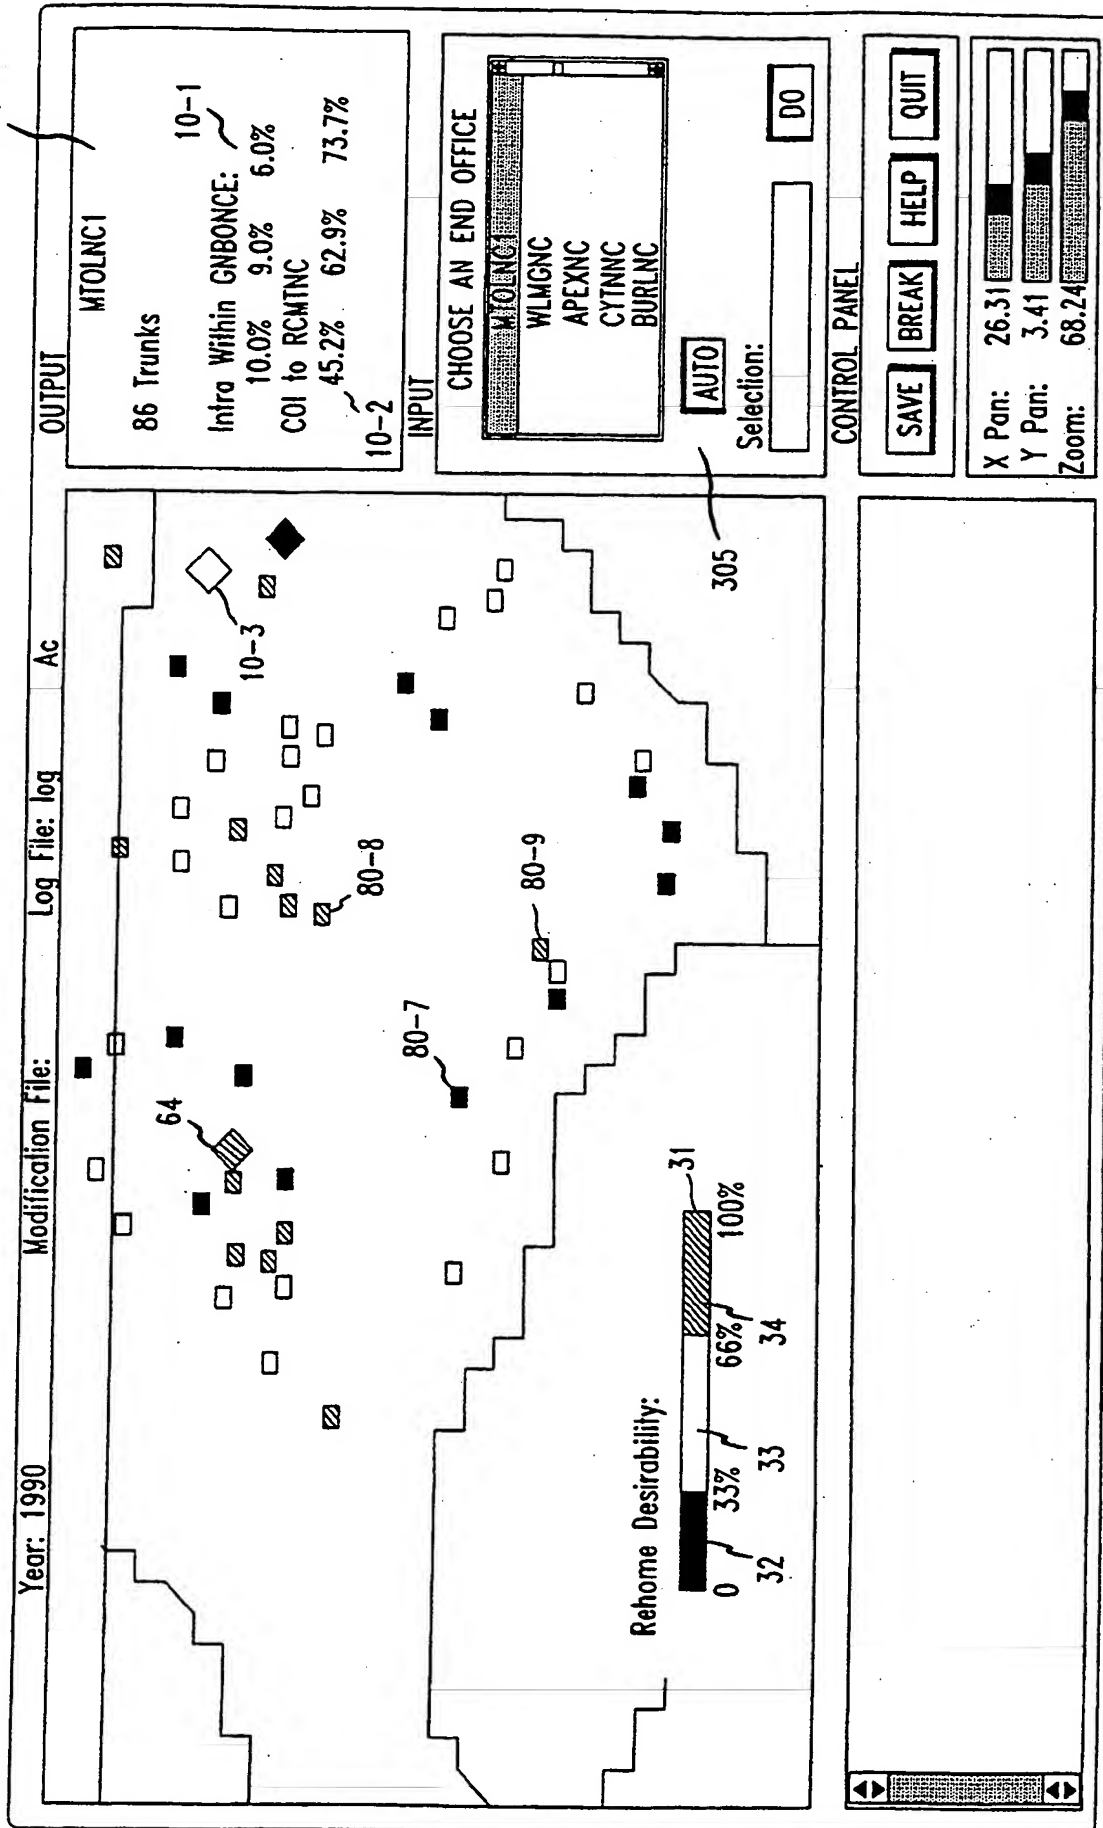 Year: 1990 Modification File: Log File: log Ac
OUTPUT
MTOLNC1
86 Trunks
Intra Within GNBONCE: 10-1
10.0% 9.0% 6.0%
COI to RCMTNC
45.2% 62.9% 73.7%
10-2
INPUT
CHOOSE AN END OFFICE
MTOLNC1
WLMGNC
APEXNC
CYTNNC
BURLNC
AUTO
305
Selection:
DO
CONTROL PANEL
SAVE BREAK HELP QUIT
X Pan: 26.31
Y Pan: 3.41
Zoom: 68.24
64
10-3
80-8
80-7
80-9
Rehome Desirability:
31
0 33% 66% 100%
32 33 34